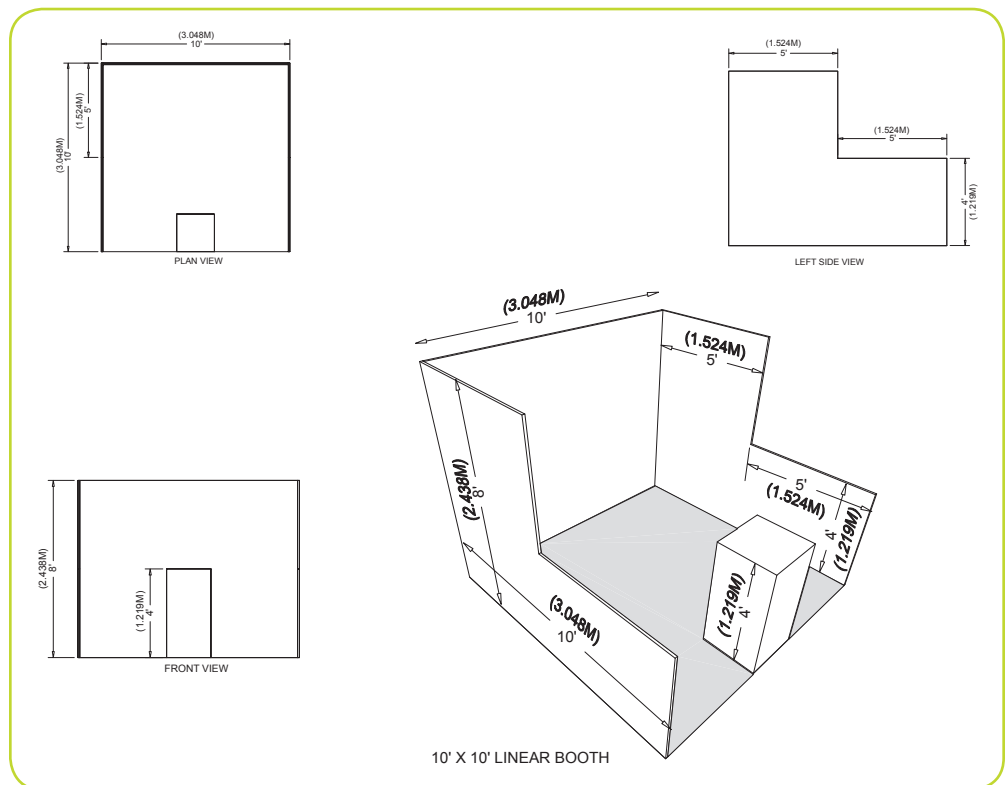 (3.048M)
10'
(1.524M)
5'
(3.048M)
10'
PLAN VIEW
(1.524M)
5'
(1.524M)
5'
4'
(1.219M)
LEFT SIDE VIEW
(3.048M)
10'
(1.524M)
5'
(2.438M)
8'
5'
(1.524M)
4'
(1.219M)
(1.219M)
4'
(3.048M)
10'
(2.438M)
8'
(1.219M)
4'
FRONT VIEW
10' X 10' LINEAR BOOTH